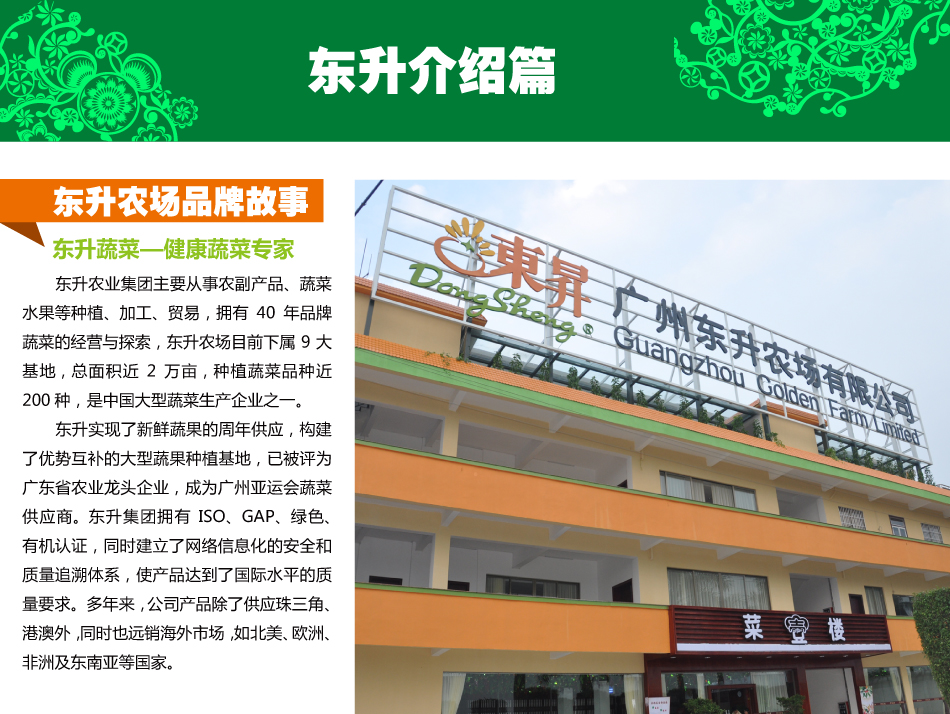 东升介绍篇
东升农场品牌故事
东升蔬菜—健康蔬菜专家
东升农业集团主要从事农副产品、蔬菜
水果等种植、加工、贸易，拥有 40 年品牌
蔬菜的经营与探索，东升农场目前下属 9 大
基地，总面积近 2 万亩，种植蔬菜品种近
200 种，是中国大型蔬菜生产企业之一。
东升实现了新鲜蔬果的周年供应，构建
了优势互补的大型蔬果种植基地，已被评为
广东省农业龙头企业，成为广州亚运会蔬菜
供应商。东升集团拥有 ISO、GAP、绿色、
有机认证，同时建立了网络信息化的安全和
质量追溯体系，使产品达到了国际水平的质
量要求。多年来，公司产品除了供应珠三角、
港澳外，同时也远销海外市场，如北美、欧洲、
非洲及东南亚等国家。
東昇
DongSheng®
广州东升农场有限公司
Guangzhou Golden Farm Limited
菜 壹 楼